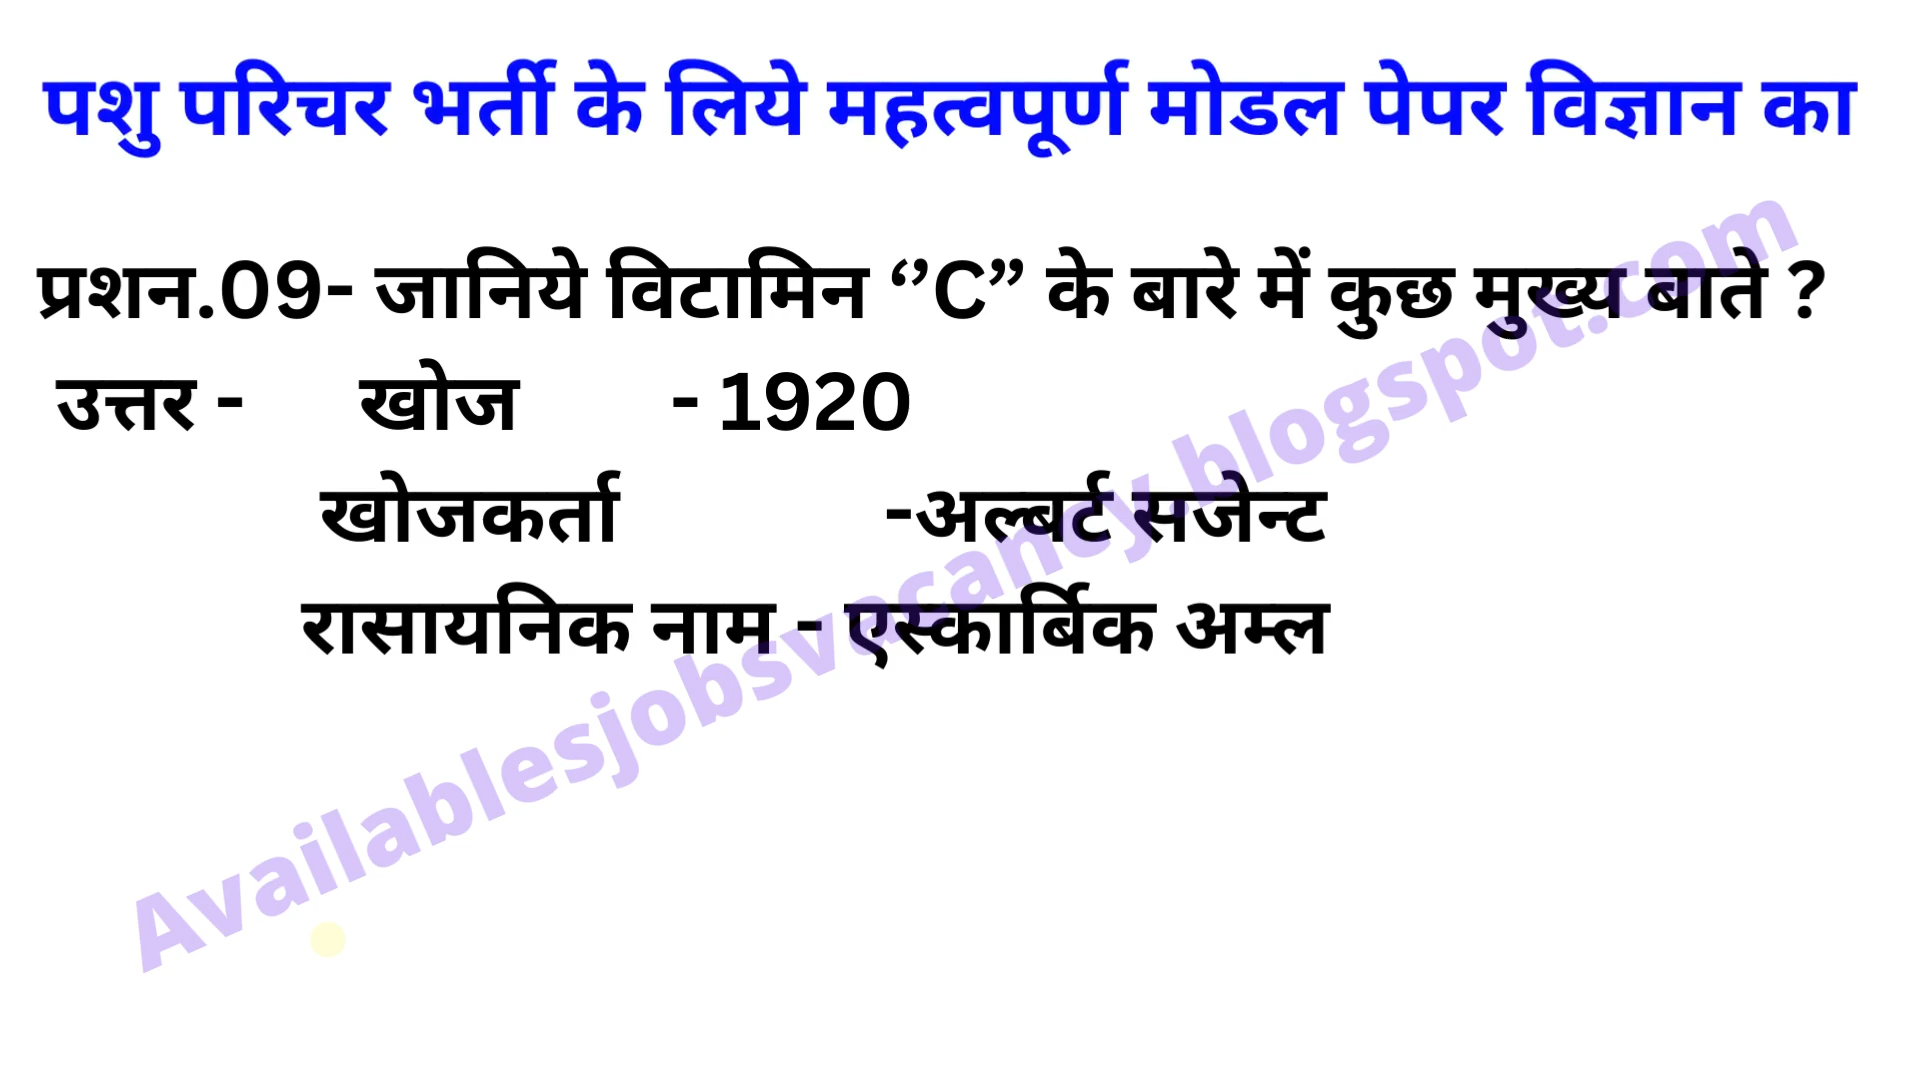 पशु परिचर भर्ती के लिये महत्वपूर्ण मोडल पेपर विज्ञान का
प्रशन.09- जानिये विटामिन ‘’C” के बारे में कुछ मुख्य बाते ?
उत्तर - खोज - 1920
खोजकर्ता -अल्बर्ट सजेन्ट
रासायनिक नाम - एस्कार्बिक अम्ल
Availablesjobsvacancy.blogspot.com